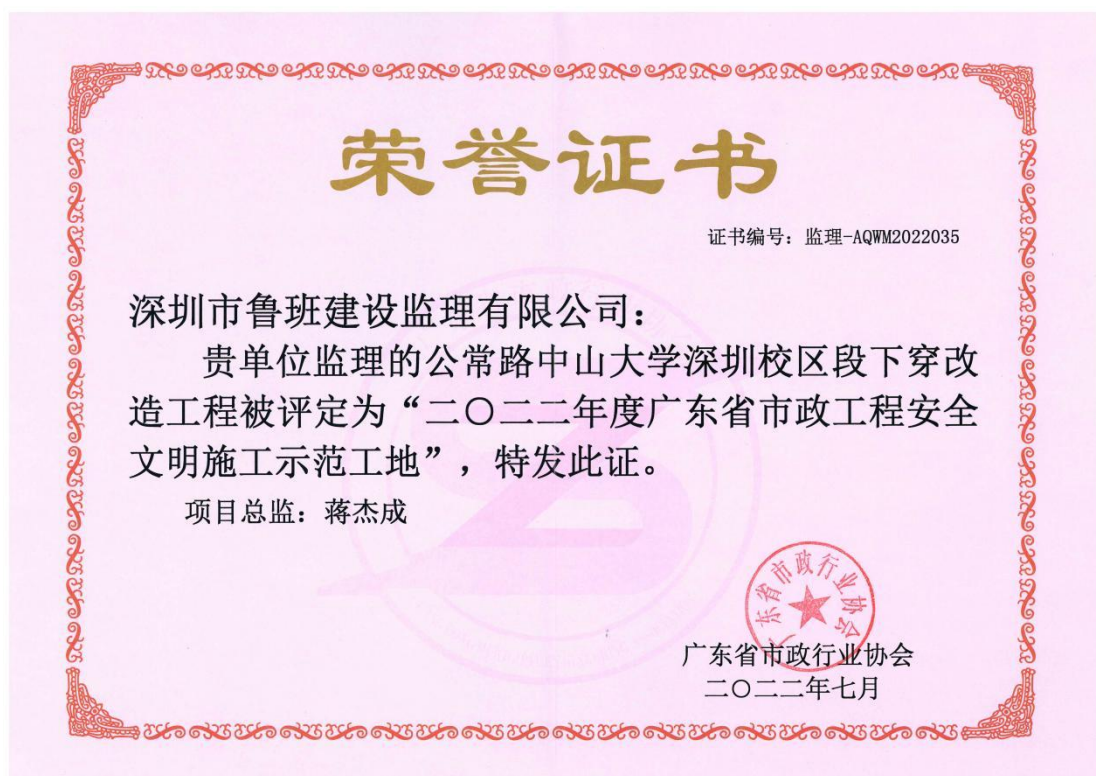 荣誉证书
证书编号：监理-AQWM2022035
深圳市鲁班建设监理有限公司：
贵单位监理的公常路中山大学深圳校区段下穿改
造工程被评定为“二〇二二年度广东省市政工程安全
文明施工示范工地”，特发此证。
项目总监：蒋杰成
广东省市政行业协会
广东省市政行业协会
二〇二二年七月